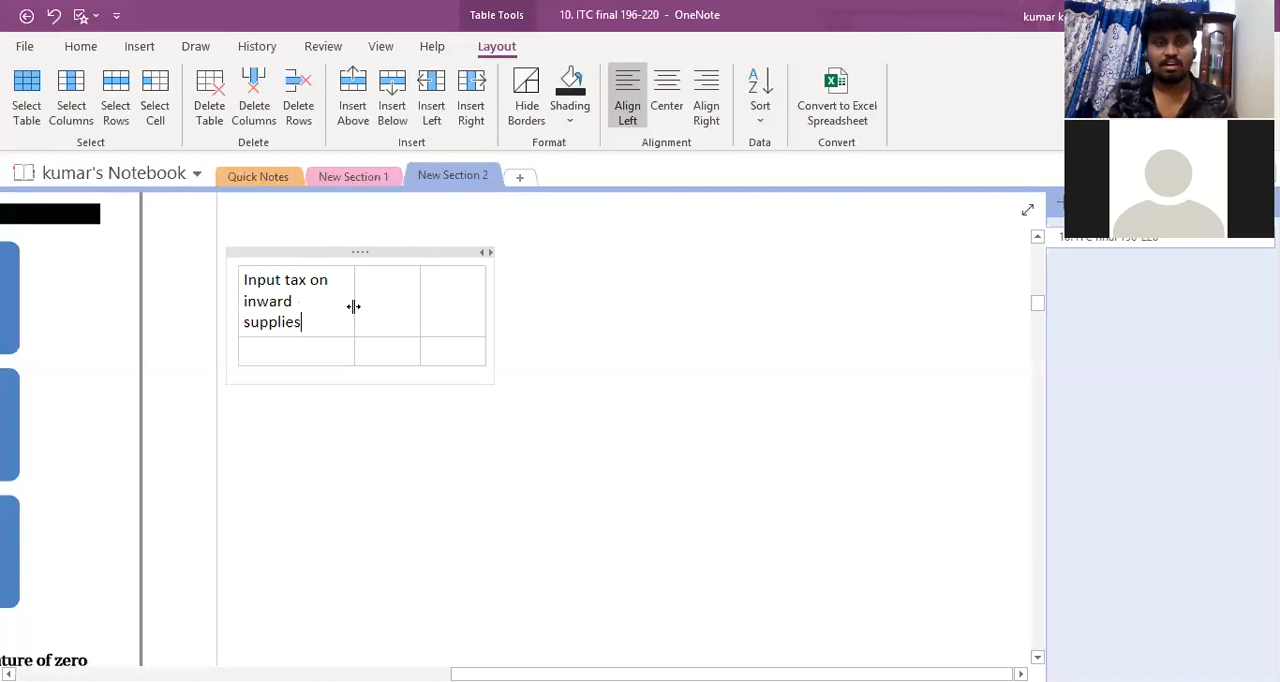 Table Tools
10. ITC final 196-220 - OneNote
kumar k
File Home Insert Draw History Review View Help Layout
Select Table
Select Columns
Select Rows
Select Cell
Delete Table
Delete Columns
Delete Rows
Insert Above
Insert Below
Insert Left
Insert Right
Hide Borders
Shading
Align Left
Center
Align Right
Sort
Convert to Excel Spreadsheet
Select Delete Insert Format Alignment Data Convert
kumar's Notebook
Quick Notes
New Section 1
New Section 2
Input tax on
inward
supplies
ture of zero